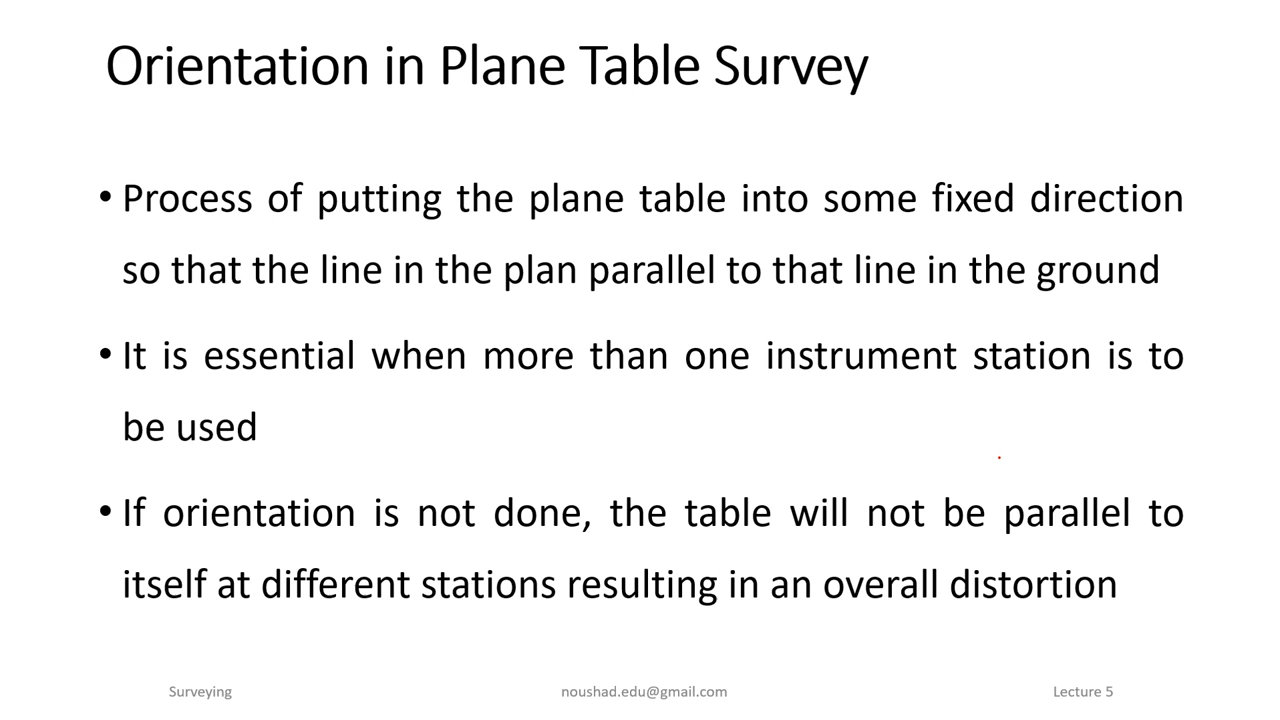 Orientation in Plane Table Survey
• Process of putting the plane table into some fixed direction
so that the line in the plan parallel to that line in the ground
• It is essential when more than one instrument station is to
be used
• If orientation is not done, the table will not be parallel to
itself at different stations resulting in an overall distortion
Surveying noushad.edu@gmail.com Lecture 5